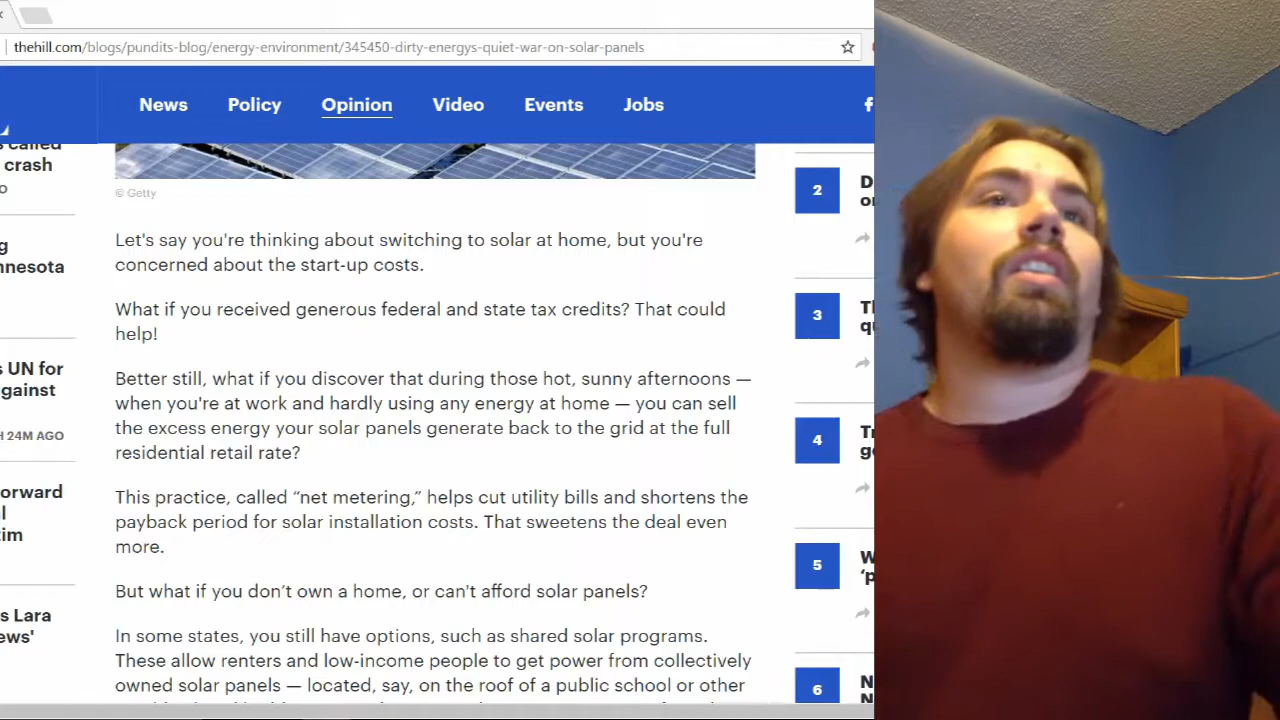 thehill.com/blogs/pundits-blog/energy-environment/345450-dirty-energys-quiet-war-on-solar-panels
News Policy Opinion Video Events Jobs
called
crash
© Getty
nnesota
UN for
against
24M AGO
Let's say you're thinking about switching to solar at home, but you're
concerned about the start-up costs.
What if you received generous federal and state tax credits? That could
help!
Better still, what if you discover that during those hot, sunny afternoons —
when you're at work and hardly using any energy at home — you can sell
the excess energy your solar panels generate back to the grid at the full
residential retail rate?
This practice, called “net metering,” helps cut utility bills and shortens the
payback period for solar installation costs. That sweetens the deal even
more.
But what if you don’t own a home, or can't afford solar panels?
In some states, you still have options, such as shared solar programs.
These allow renters and low-income people to get power from collectively
owned solar panels — located, say, on the roof of a public school or other
orward
tim
s Lara
ews'
2
3
4
5
6